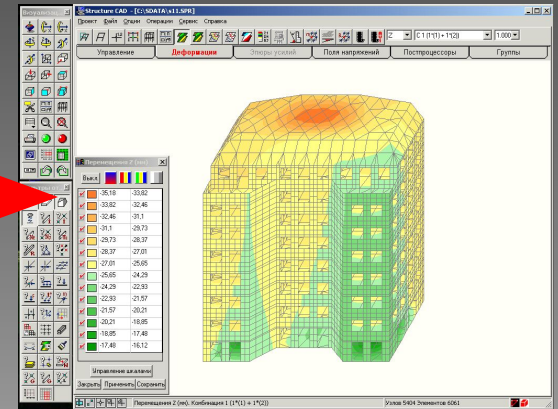 Structure CAD - [C:\SDATA\s11.SPR]
Проект Файл Опции Операции Сервис Справка
Z C 1 (1*(1) + 1*(2)) 1.000
Управление Деформации Эпюры усилий Поля напряжений Постпроцессоры Группы
Перемещения Z (мм)
Выкл
-35,18 -33,82
-33,82 -32,46
-32,46 -31,1
-31,1 -29,73
-29,73 -28,37
-28,37 -27,01
-27,01 -25,65
-25,65 -24,29
-24,29 -22,93
-22,93 -21,57
-21,57 -20,21
-20,21 -18,85
-18,85 -17,48
-17,48 -16,12
Управление шкалами
Закрыть Применить Сохранить
Перемещения Z (мм). Комбинация 1 (1*(1) + 1*(2)) Узлов 5404 Элементов 6061